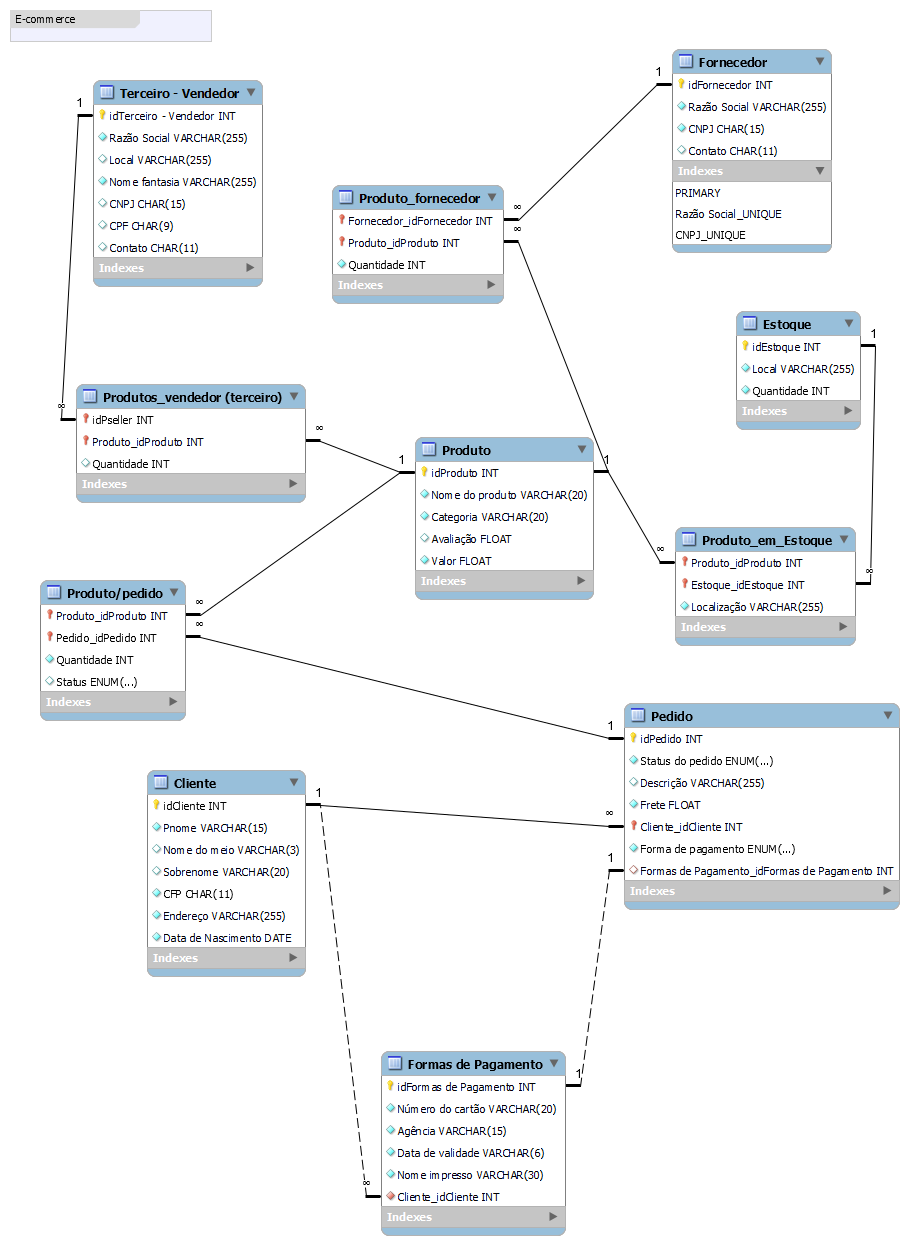 E-commerce
Terceiro - Vendedor
idTerceiro - Vendedor INT
Razão Social VARCHAR(255)
Local VARCHAR(255)
Nome fantasia VARCHAR(255)
CNPJ CHAR(15)
CPF CHAR(9)
Contato CHAR(11)
Indexes
1
∞
Fornecedor
idFornecedor INT
Razão Social VARCHAR(255)
CNPJ CHAR(15)
Contato CHAR(11)
Indexes
PRIMARY
Razão Social_UNIQUE
CNPJ_UNIQUE
1
Produto_fornecedor
Fornecedor_idFornecedor INT
Produto_idProduto INT
Quantidade INT
Indexes
∞
∞
Estoque
idEstoque INT
Local VARCHAR(255)
Quantidade INT
Indexes
1
Produtos_vendedor (terceiro)
idPseller INT
Produto_idProduto INT
Quantidade INT
Indexes
∞
Produto
idProduto INT
Nome do produto VARCHAR(20)
Categoria VARCHAR(20)
Avaliação FLOAT
Valor FLOAT
Indexes
1
1
Produto_em_Estoque
Produto_idProduto INT
Estoque_idEstoque INT
Localização VARCHAR(255)
Indexes
∞
∞
Produto/pedido
Produto_idProduto INT
Pedido_idPedido INT
Quantidade INT
Status ENUM(...)
Indexes
∞
∞
Pedido
idPedido INT
Status do pedido ENUM(...)
Descrição VARCHAR(255)
Frete FLOAT
Cliente_idCliente INT
Forma de pagamento ENUM(...)
Formas de Pagamento_idFormas de Pagamento INT
Indexes
1
∞
1
Cliente
idCliente INT
Pnome VARCHAR(15)
Nome do meio VARCHAR(3)
Sobrenome VARCHAR(20)
CFP CHAR(11)
Endereço VARCHAR(255)
Data de Nascimento DATE
Indexes
1
Formas de Pagamento
idFormas de Pagamento INT
Número do cartão VARCHAR(20)
Agência VARCHAR(15)
Data de validade VARCHAR(6)
Nome impresso VARCHAR(30)
Cliente_idCliente INT
Indexes
1
∞